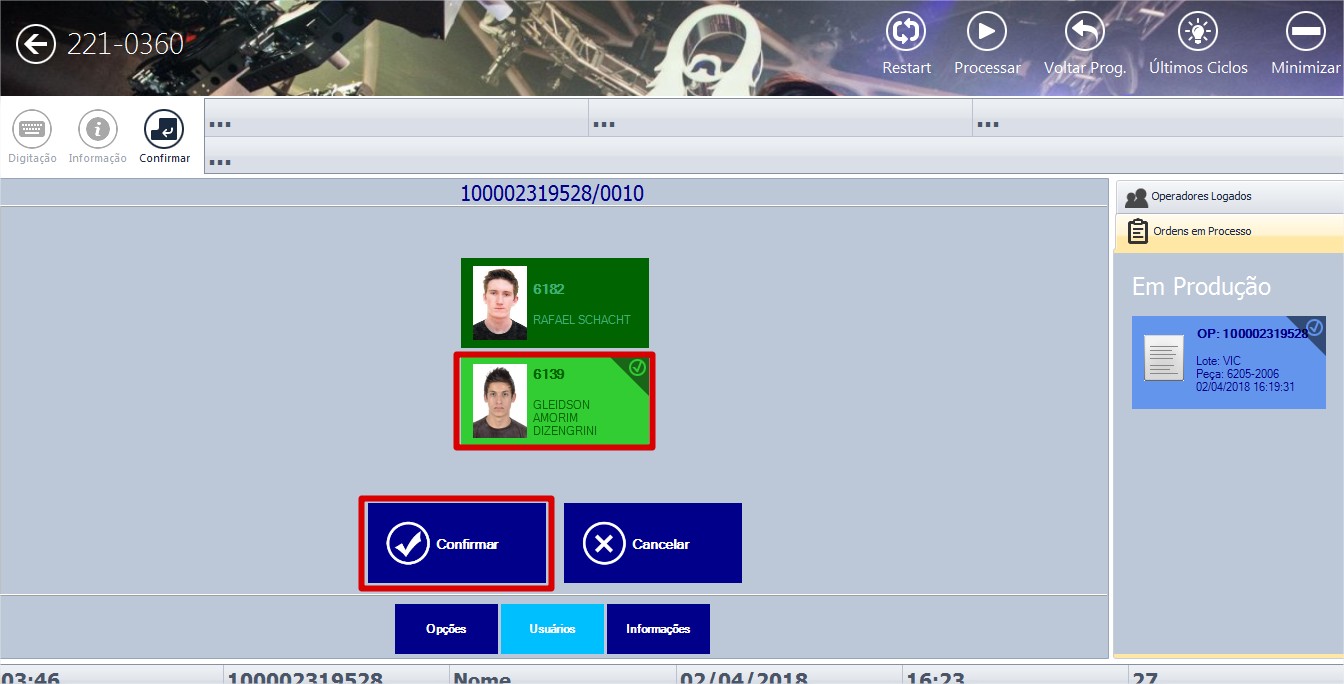 221-0360
Restart
Processar
Voltar Prog.
Últimos Ciclos
Minimizar
Digitação
Informação
Confirmar
...
...
...
...
100002319528/0010
6182
RAFAEL SCHACHT
6139
GLEIDSON
AMORIM
DIZENGRINI
Confirmar
Cancelar
Opções
Usuários
Informações
Operadores Logados
Ordens em Processo
Em Produção
OP: 100002319528
Lote: VIC
Peça: 6205-2006
02/04/2018 16:19:31
03:46
100002319528
Nome
02/04/2018
16:23
27